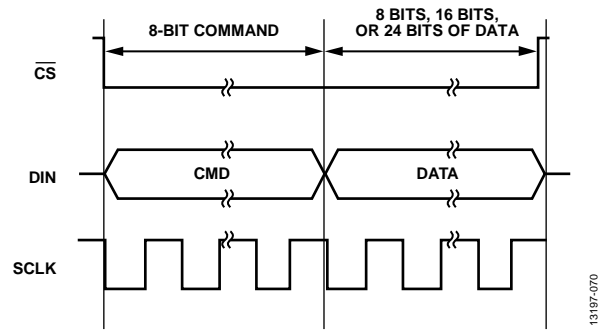 8-BIT COMMAND
8 BITS, 16 BITS,
OR 24 BITS OF DATA
CS
DIN
CMD
DATA
SCLK
13197-070